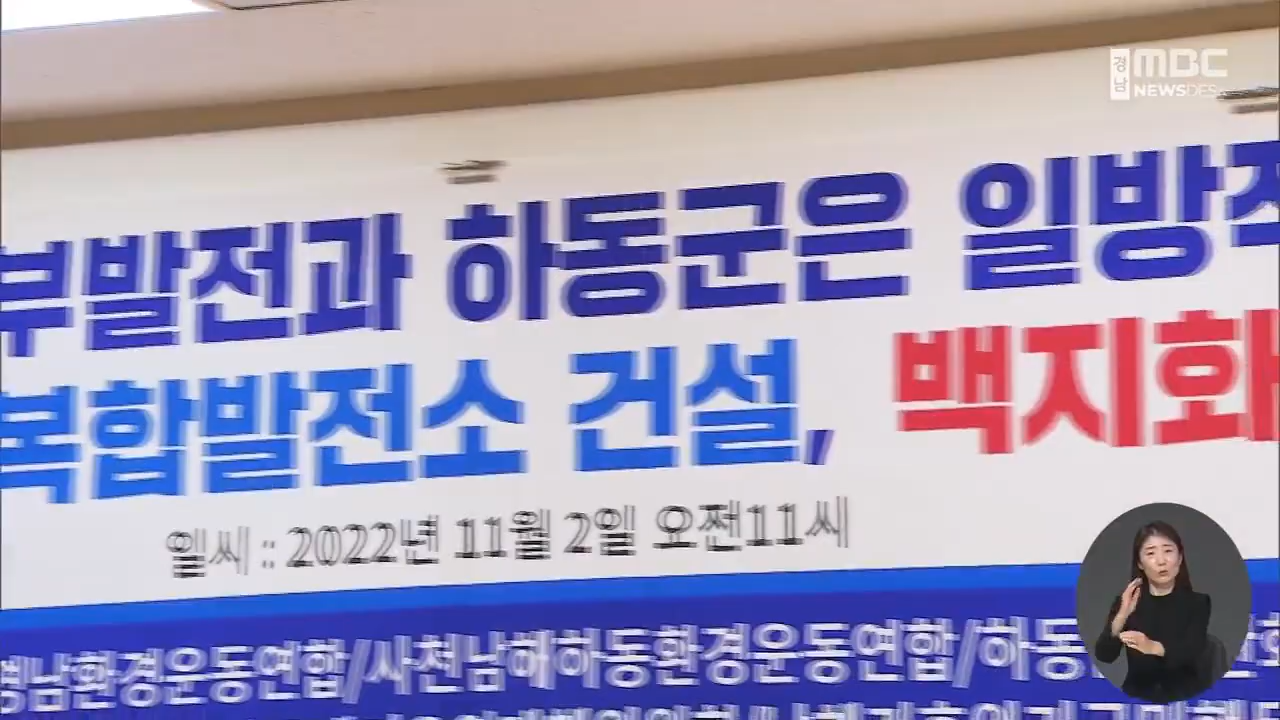 경남 MBC
NEWSDESK
부발전과 하동군은 일방적
복합발전소 건설, 백지화
일시 : 2022년 11월 2일 오전11시
경남환경운동연합/사천남해하동환경운동연합/하동